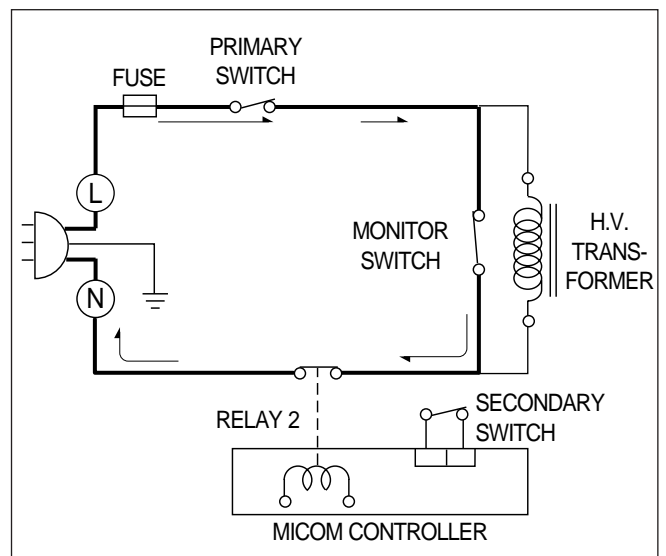 PRIMARY
SWITCH
FUSE
L
MONITOR
SWITCH
H.V.
TRANS-
FORMER
N
RELAY 2
SECONDARY
SWITCH
MICOM CONTROLLER